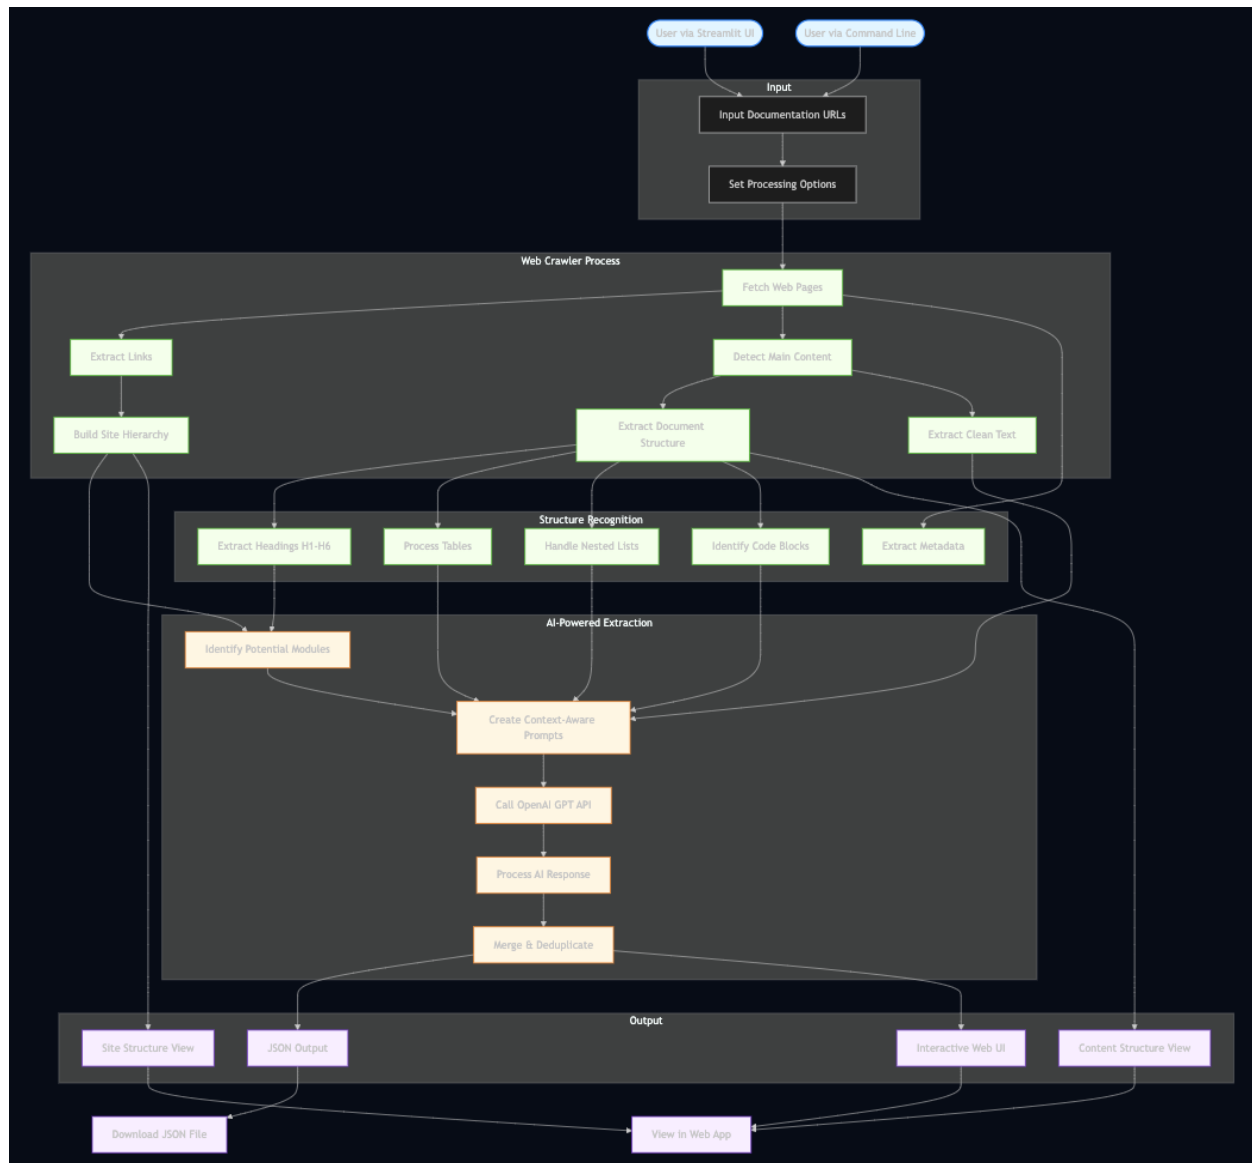 User via Streamlit UI
User via Command Line
Input
Input Documentation URLs
Set Processing Options
Web Crawler Process
Fetch Web Pages
Extract Links
Detect Main Content
Build Site Hierarchy
Extract Document
Structure
Extract Clean Text
Structure Recognition
Extract Headings H1-H6
Process Tables
Handle Nested Lists
Identify Code Blocks
Extract Metadata
AI-Powered Extraction
Identify Potential Modules
Create Context-Aware
Prompts
Call OpenAI GPT API
Process AI Response
Merge & Deduplicate
Output
Site Structure View
JSON Output
Interactive Web UI
Content Structure View
Download JSON File
View in Web App